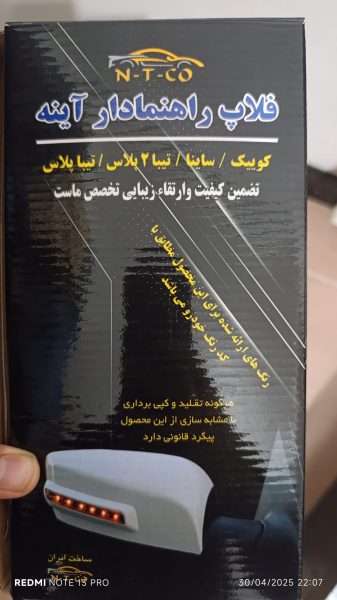 N-T-CO
فلاپ راهنمادار آینه
کوییک / ساینا / تیبا ۲ پلاس / تیبا پلاس
تضمین کیفیت وارتقاء زیبایی تخصص ماست
رنگ های ارائه شده برای این محصول مطابق با
کد رنگ خودرو می باشد
هرگونه تقلید و کپی برداری
یا مشابه سازی از این محصول
پیگرد قانونی دارد
ساخت ایران
N-T-CO
REDMI NOTE 13 PRO
30/04/2025 22:07